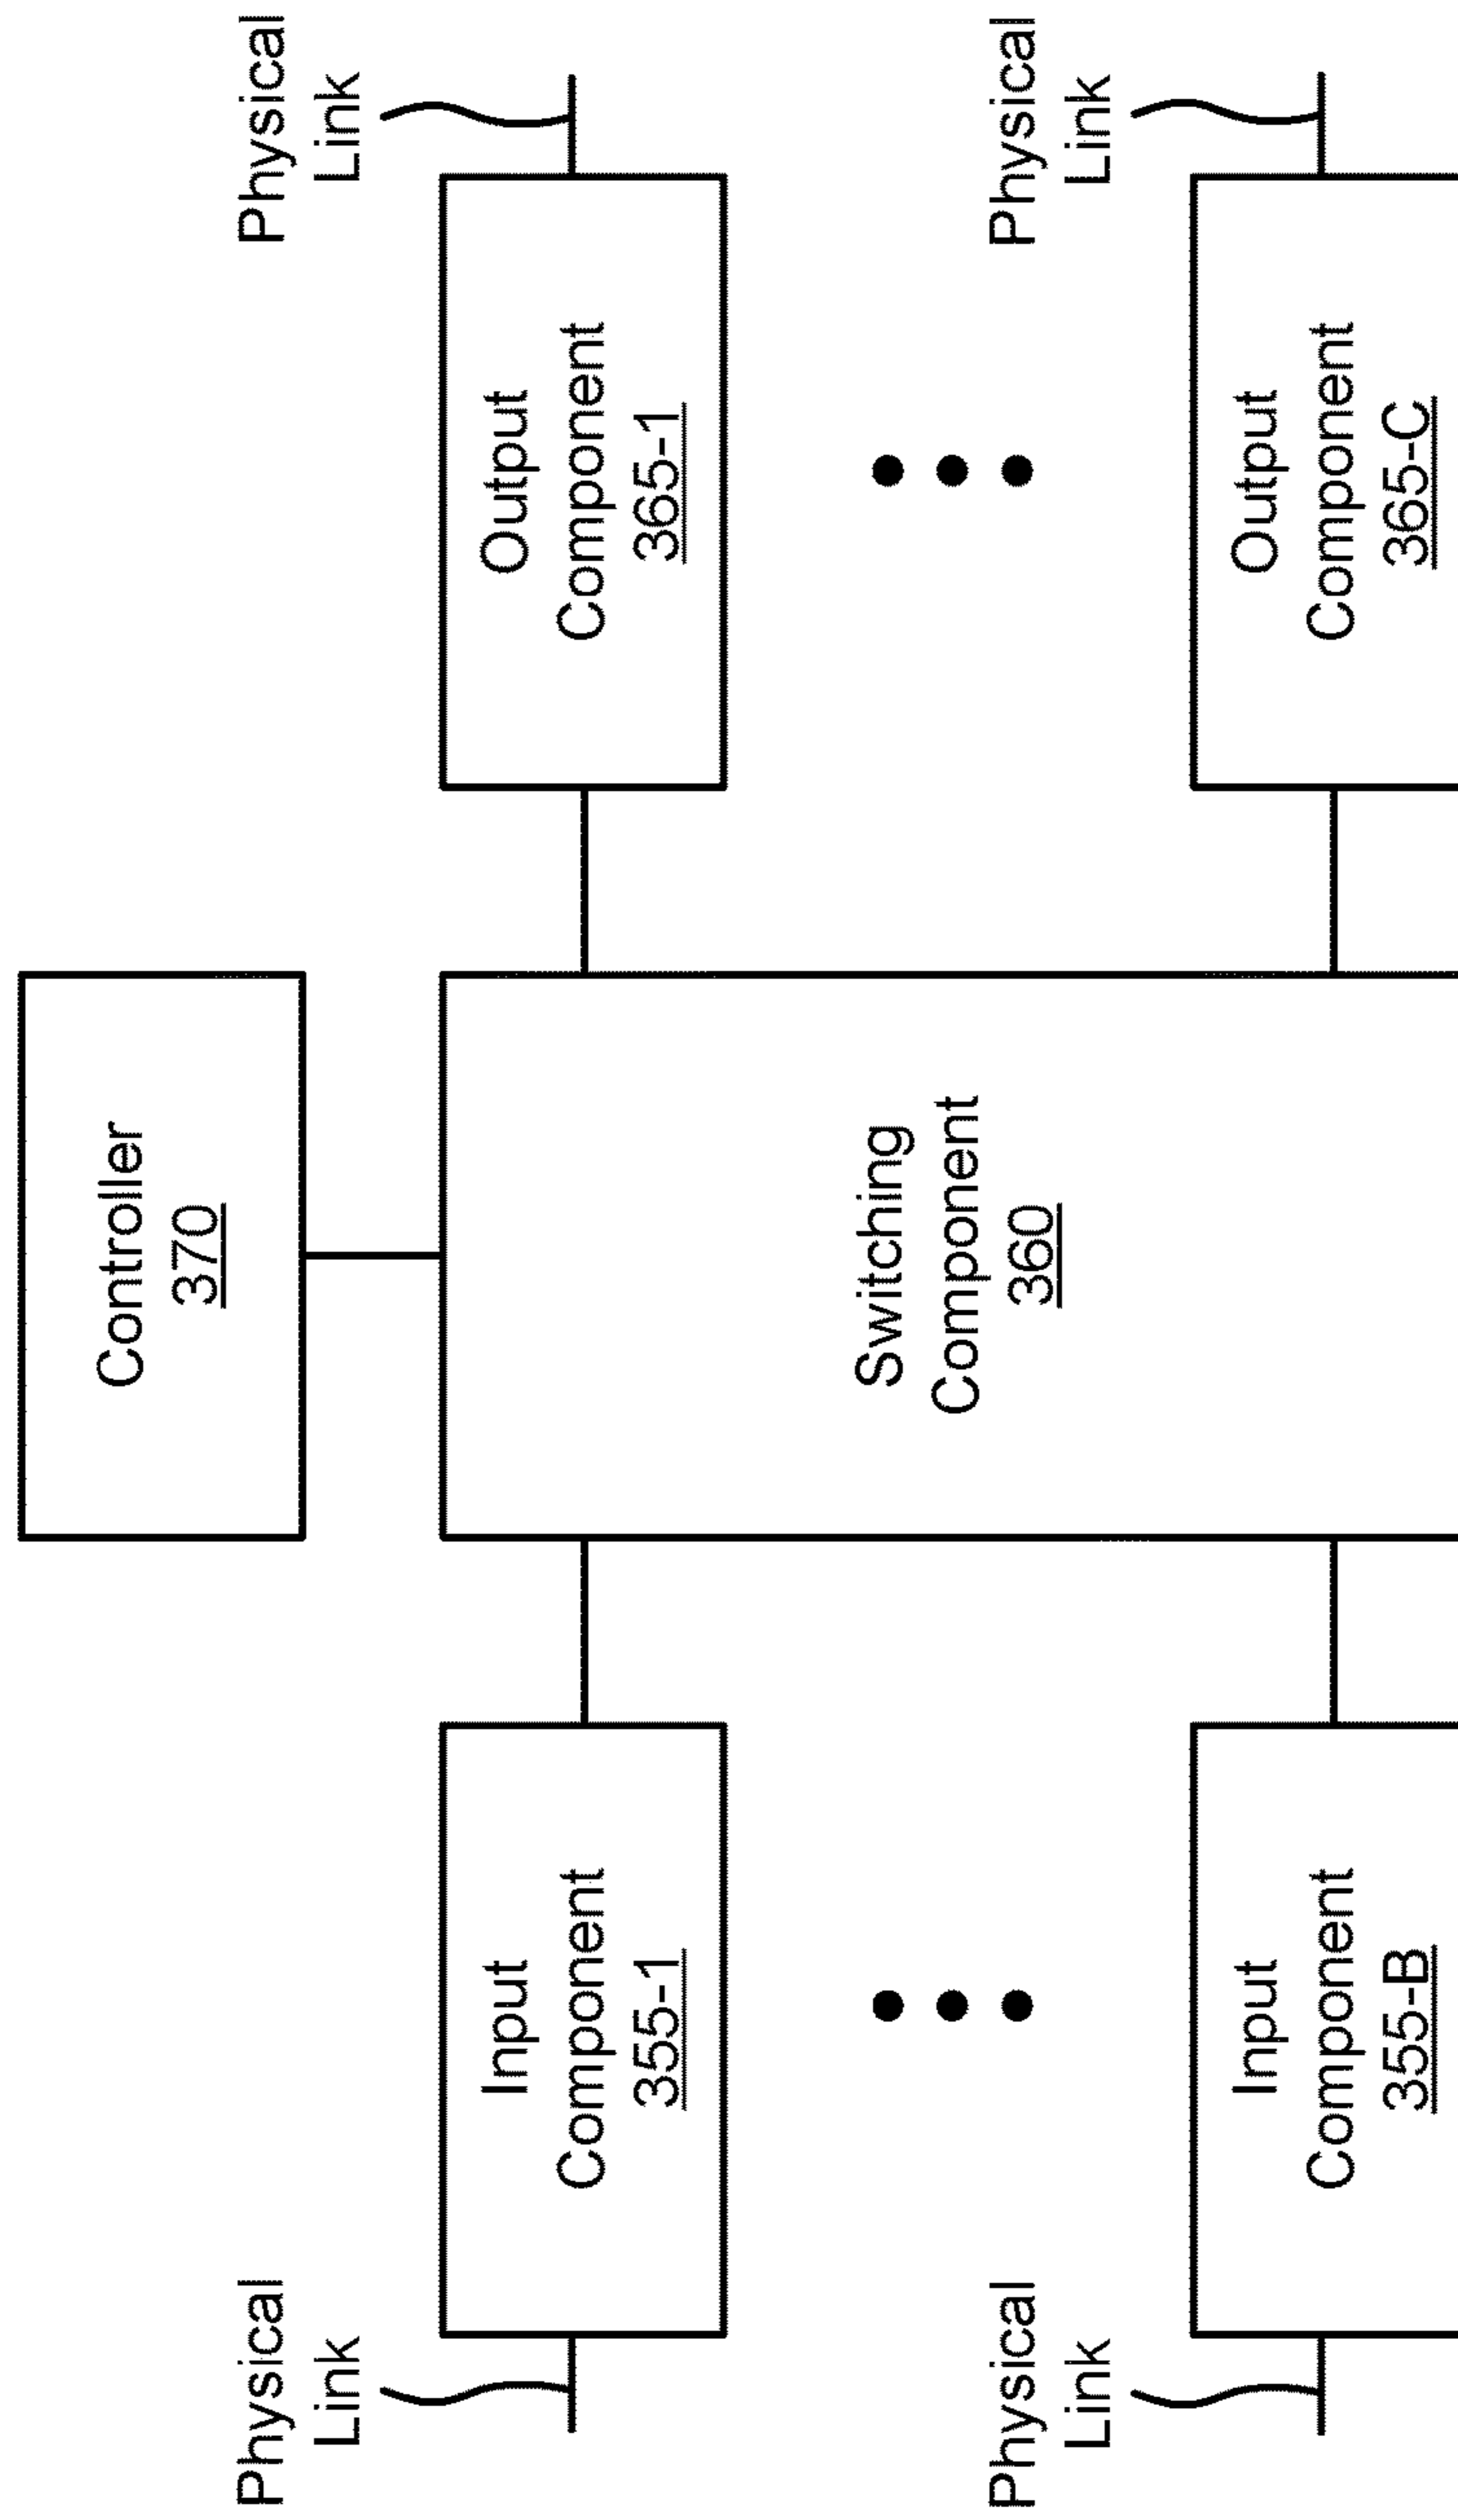 Controller
370
Physical
Link
Physical
Link
Input
Component
355-1
Switching
Component
360
Output
Component
365-1
Physical
Link
Physical
Link
Input
Component
355-B
Output
Component
365-C